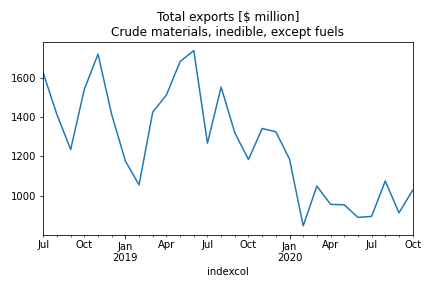 Total exports [$ million]
Crude materials, inedible, except fuels
1600
1400
1200
1000
Jul Oct Jan Apr Jul Oct Jan Apr Jul Oct
2019 2020
indexcol